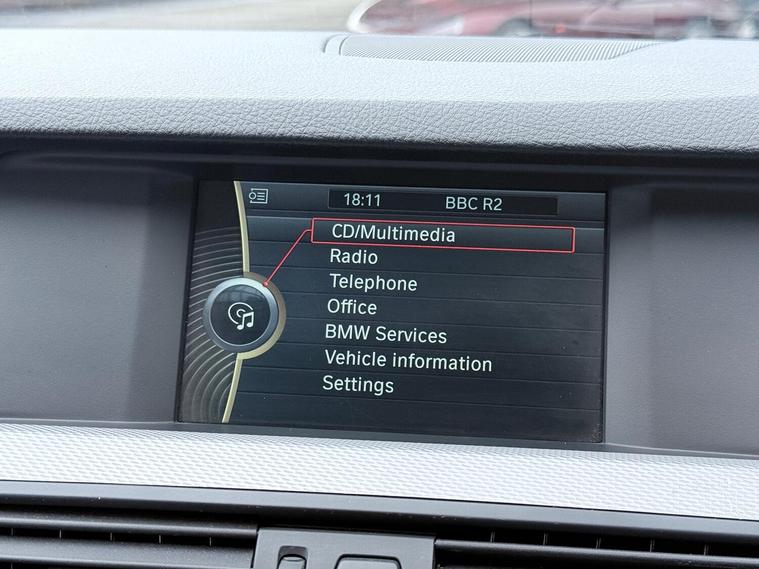 18:11 BBC R2
CD/Multimedia
Radio
Telephone
Office
BMW Services
Vehicle information
Settings